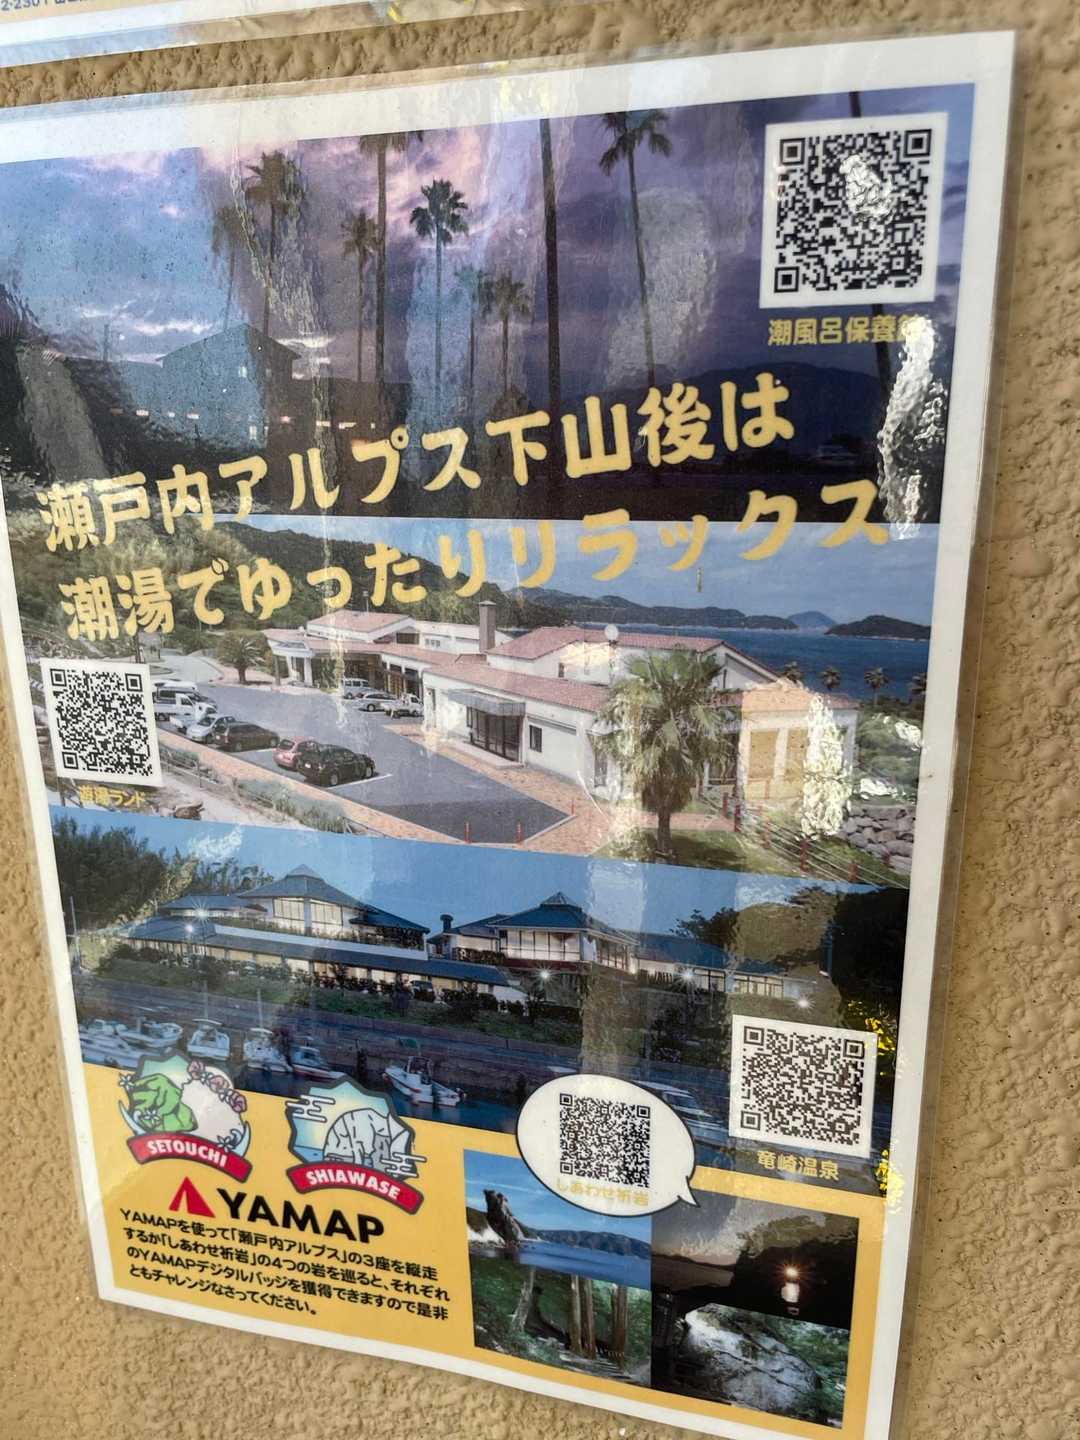 潮風呂保養館
瀬戸内アルプス下山後は
潮湯でゆったりリラックス
遊湯ランド
竜崎温泉
しあわせ祈岩
SETOUCHI
SHIAWASE
YAMAP
YAMAPを使って「瀬戸内アルプス」の3座を縦走
するか「しあわせ祈岩」の4つの岩を巡ると、それぞれ
のYAMAPデジタルバッジを獲得できますので是非
ともチャレンジなさってください。